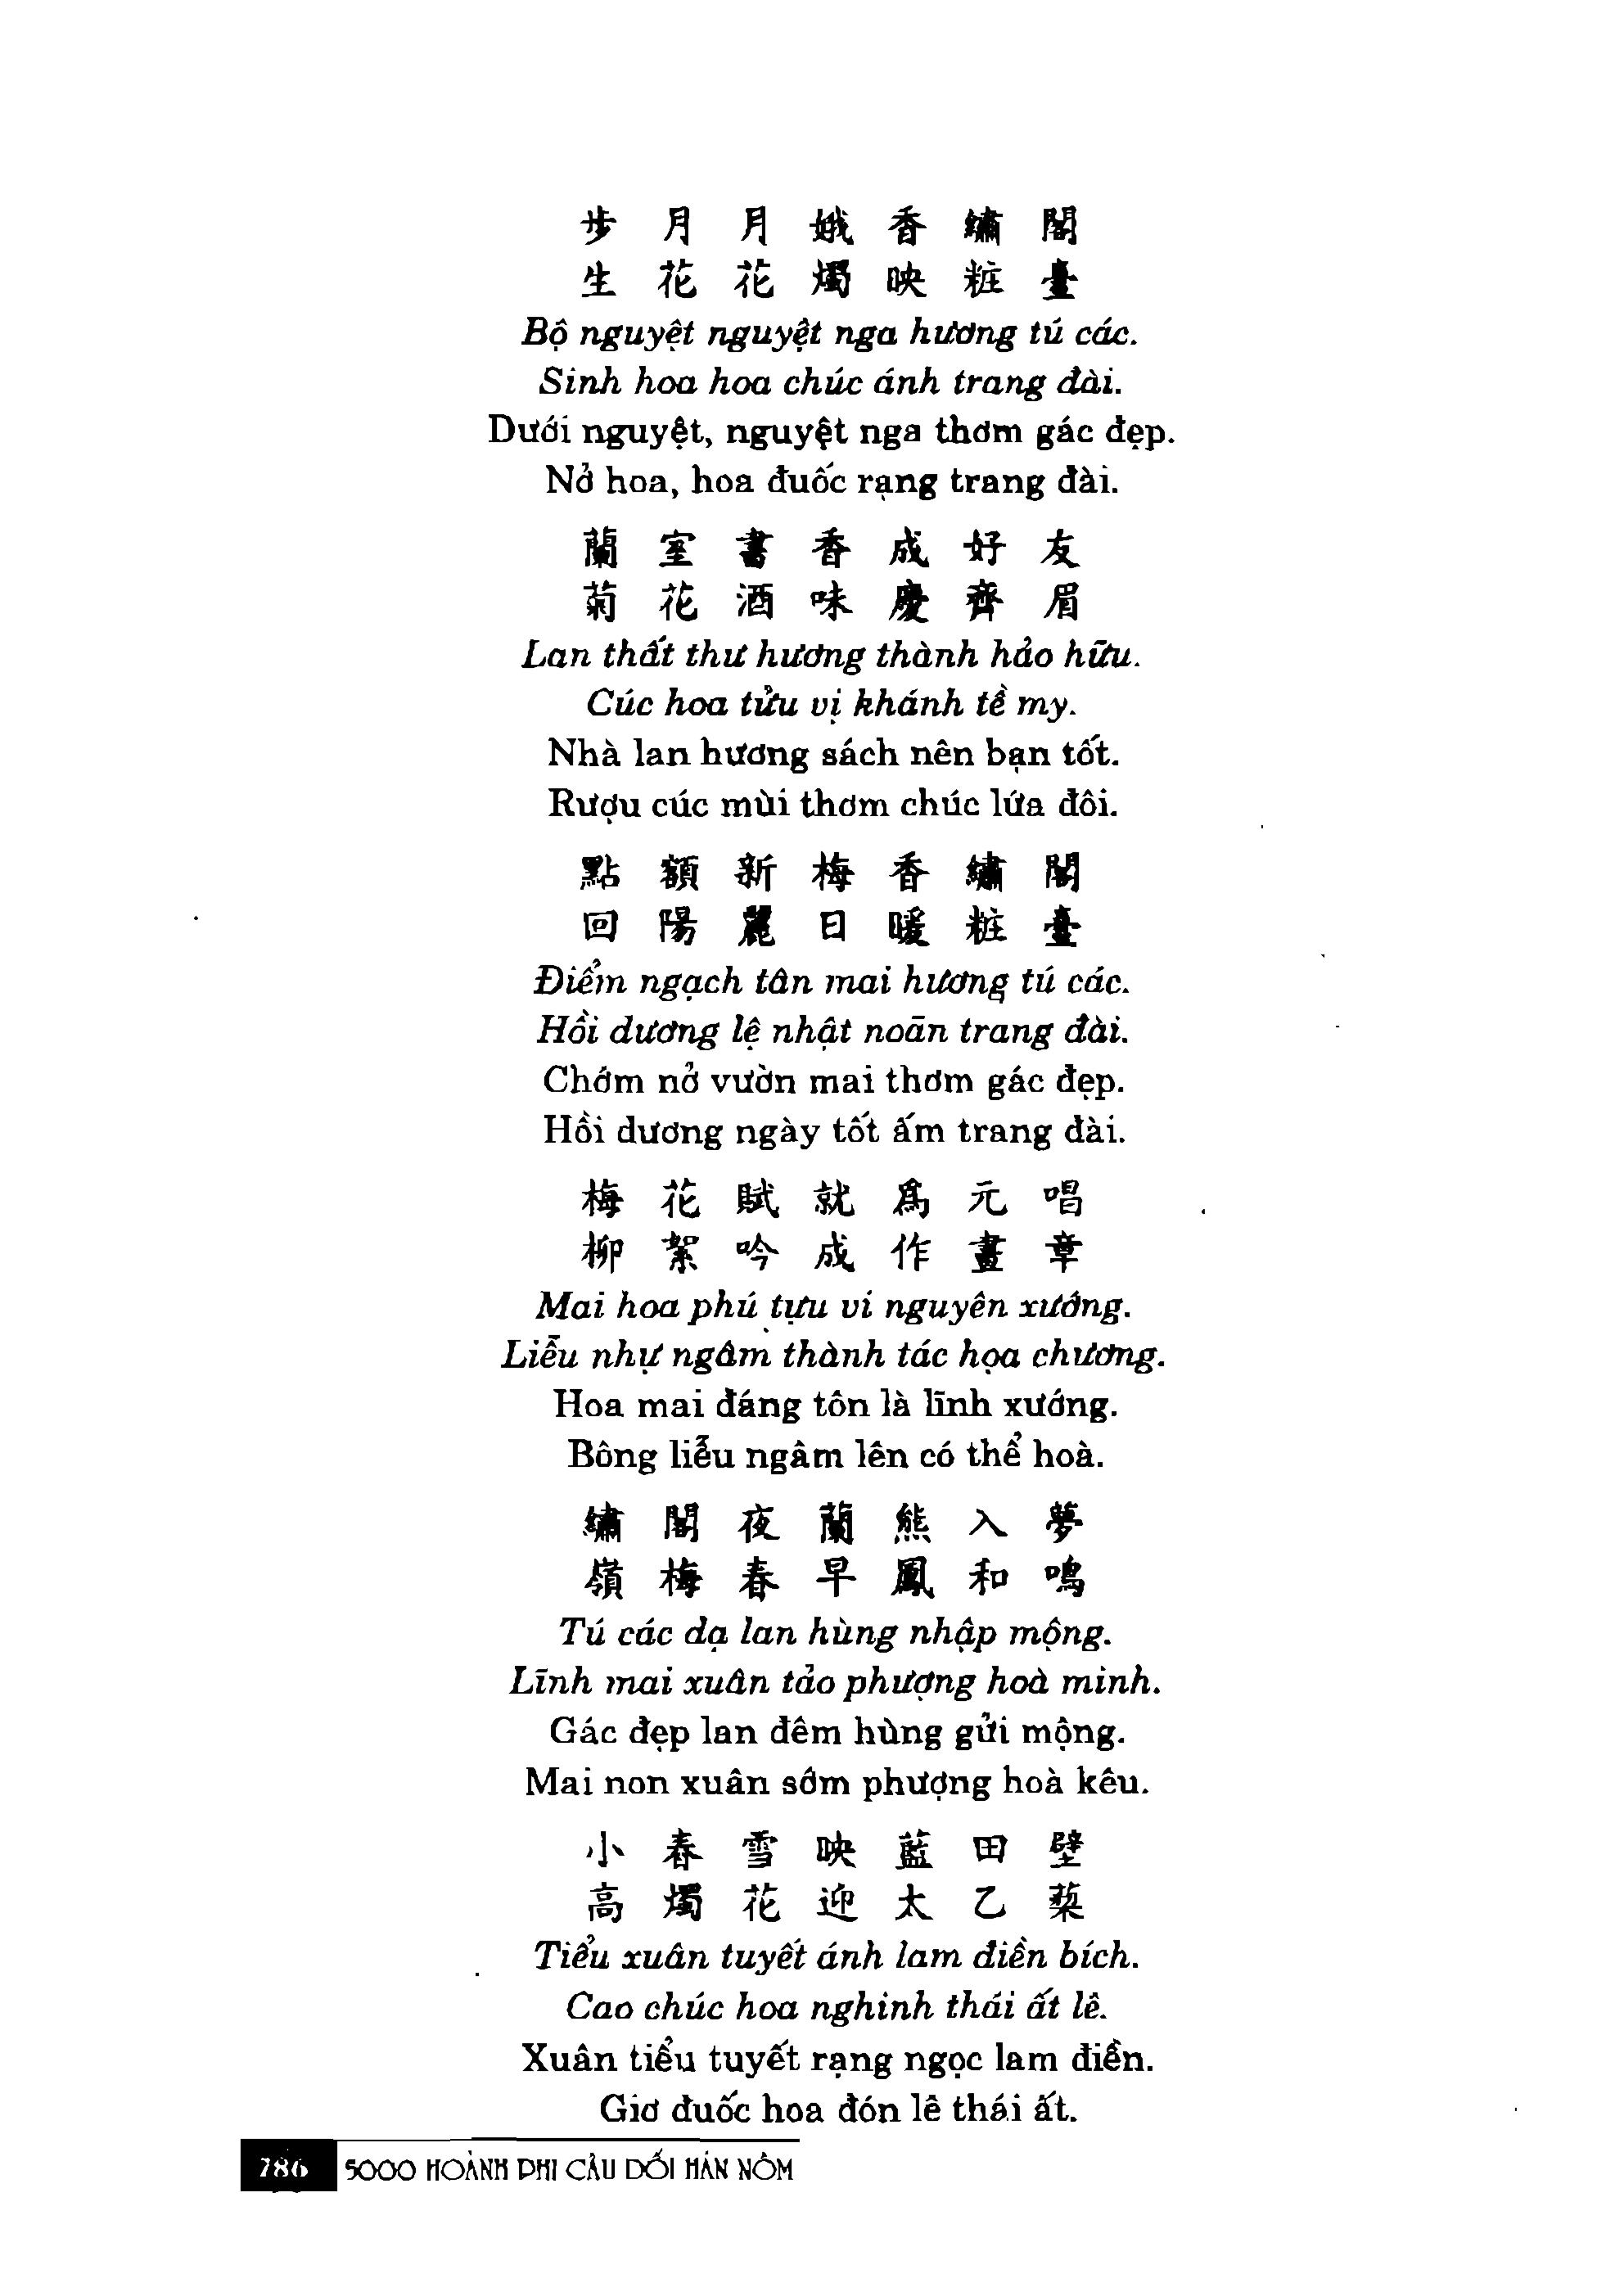 步月月娥香繡閣
生花花燭映粧臺
Bộ nguyệt nguyệt nga hương tú các.
Sinh hoa hoa chúc ánh trang đài.
Dưới nguyệt, nguyệt nga thơm gác đẹp.
Nở hoa, hoa đuốc rạng trang đài.
蘭室書香成好友
菊花酒味慶齊眉
Lan thất thư hương thành hảo hữu.
Cúc hoa tửu vị khánh tề my.
Nhà lan hương sách nên bạn tốt.
Rượu cúc mùi thơm chúc lứa đôi.
點額新梅香繡閣
回陽麗日暖粧臺
Điểm ngạch tân mai hương tú các.
Hồi dương lệ nhật noãn trang đài.
Chớm nở vườn mai thơm gác đẹp.
Hồi dương ngày tốt ấm trang đài.
梅花賦就爲元唱
柳絮吟成作畫章
Mai hoa phú tựu vi nguyên xướng.
Liễu nhự ngâm thành tác họa chương.
Hoa mai đáng tôn là lĩnh xướng.
Bông liễu ngâm lên có thể hoà.
繡閣夜蘭熊入夢
嶺梅春早鳳和鳴
Tú các dạ lan hùng nhập mộng.
Lĩnh mai xuân tảo phượng hoà minh.
Gác đẹp lan đêm hùng gửi mộng.
Mai non xuân sớm phượng hoà kêu.
小春雪映藍田壁
高燭花迎太乙藜
Tiểu xuân tuyết ánh lam điền bích.
Cao chúc hoa nghinh thái ất lê.
Xuân tiểu tuyết rạng ngọc lam điền.
Giơ đuốc hoa đón lê thái ất.
786 5000 HOÀNH PHI CÂU ĐỐI HÁN NÔM